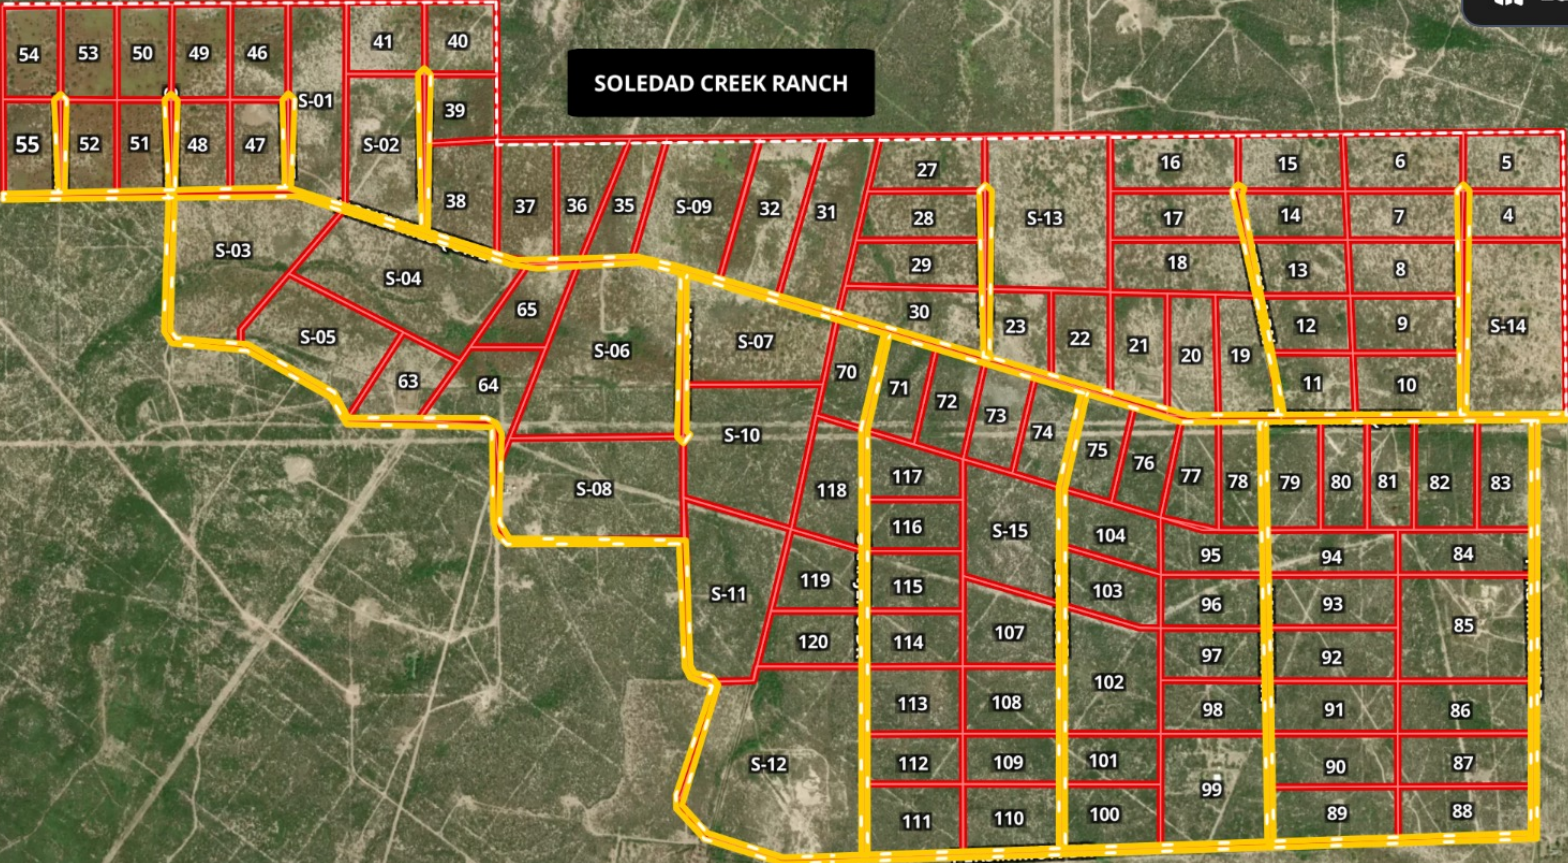 SOLEDAD CREEK RANCH
54 53 50 49 46 41 40
S-01
39
55 52 51 48 47 S-02
38 37 36 35 S-09 32 31
27 16 15 6 5
28 S-13 17 14 7 4
29 18 13 8
30 23 22 21 20 19 12 9 S-14
11 10
S-03 S-04
65
S-05 S-06 S-07
63 64
70 71 72 73 74 75 76 77 78 79 80 81 82 83
S-10
S-08 118 117
116 S-15 104 95 94 84
S-11 119 115 103 96 93 85
120 114 107 97 92
102
113 108 98 91 86
S-12 112 109 101 90 87
99
111 110 100 89 88